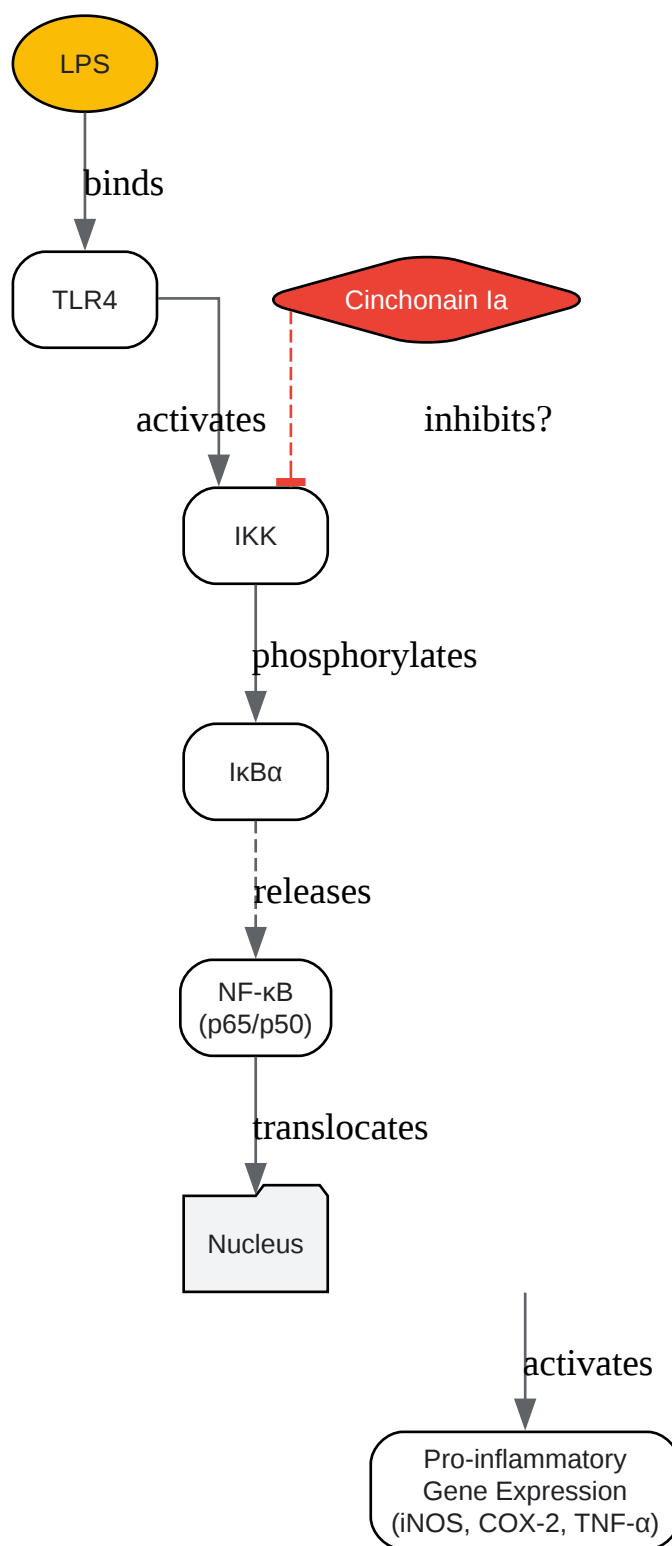 LPS
binds
TLR4
Cinchonain Ia
activates
inhibits?
IKK
phosphorylates
IκBα
releases
NF-κB
(p65/p50)
translocates
Nucleus
activates
Pro-inflammatory
Gene Expression
(iNOS, COX-2, TNF-α)